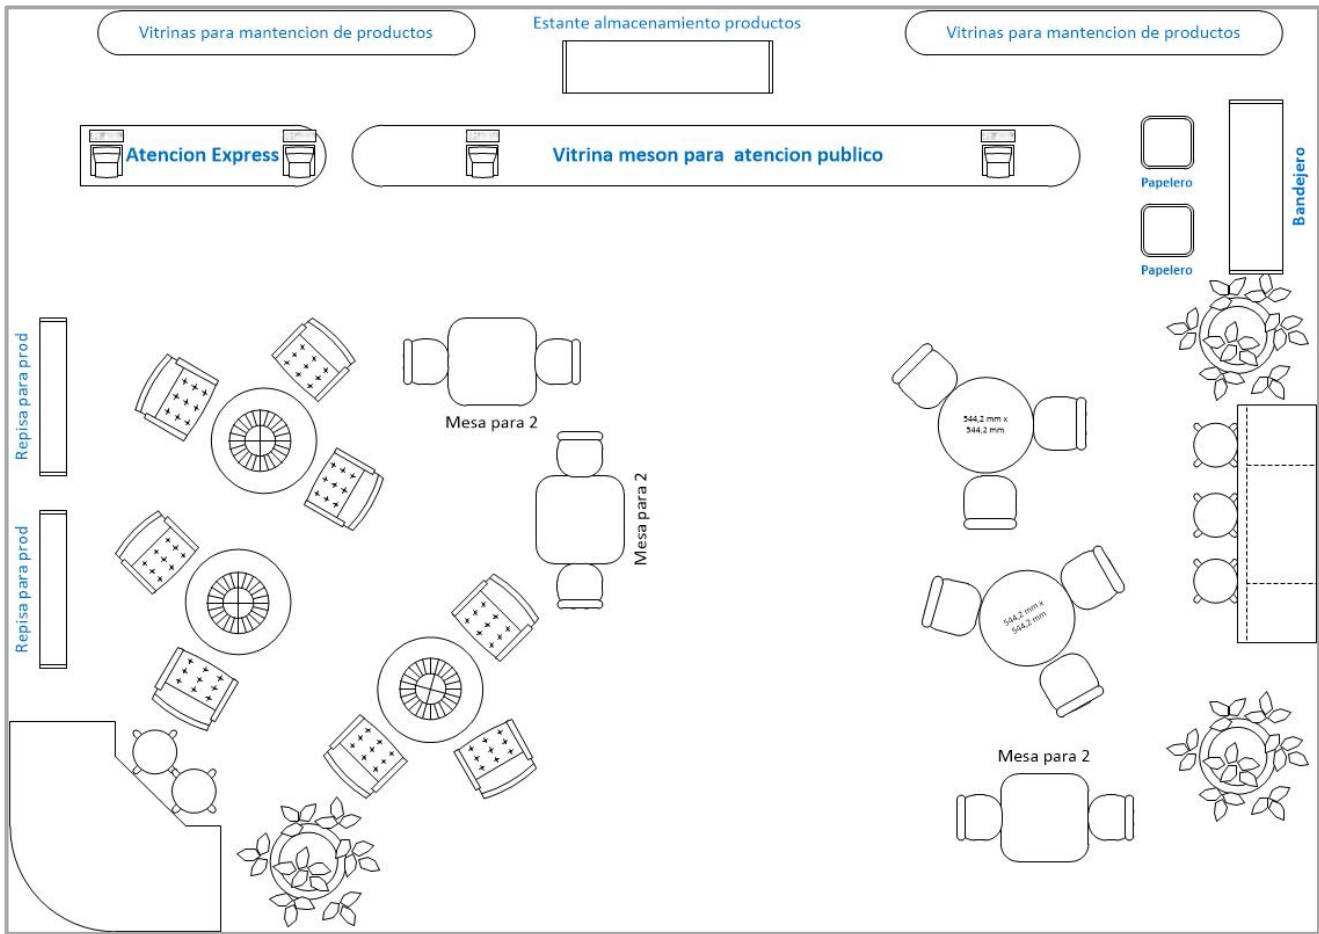 Vitrinas para mantencion de productos
Estante almacenamiento productos
Vitrinas para mantencion de productos
Atencion Express
Vitrina meson para atencion publico
Papelero
Bandejero
Papelero
Repisa para prod
Mesa para 2
544,2 mm x
544,2 mm
Mesa para 2
Repisa para prod
544,2 mm x
544,2 mm
Mesa para 2